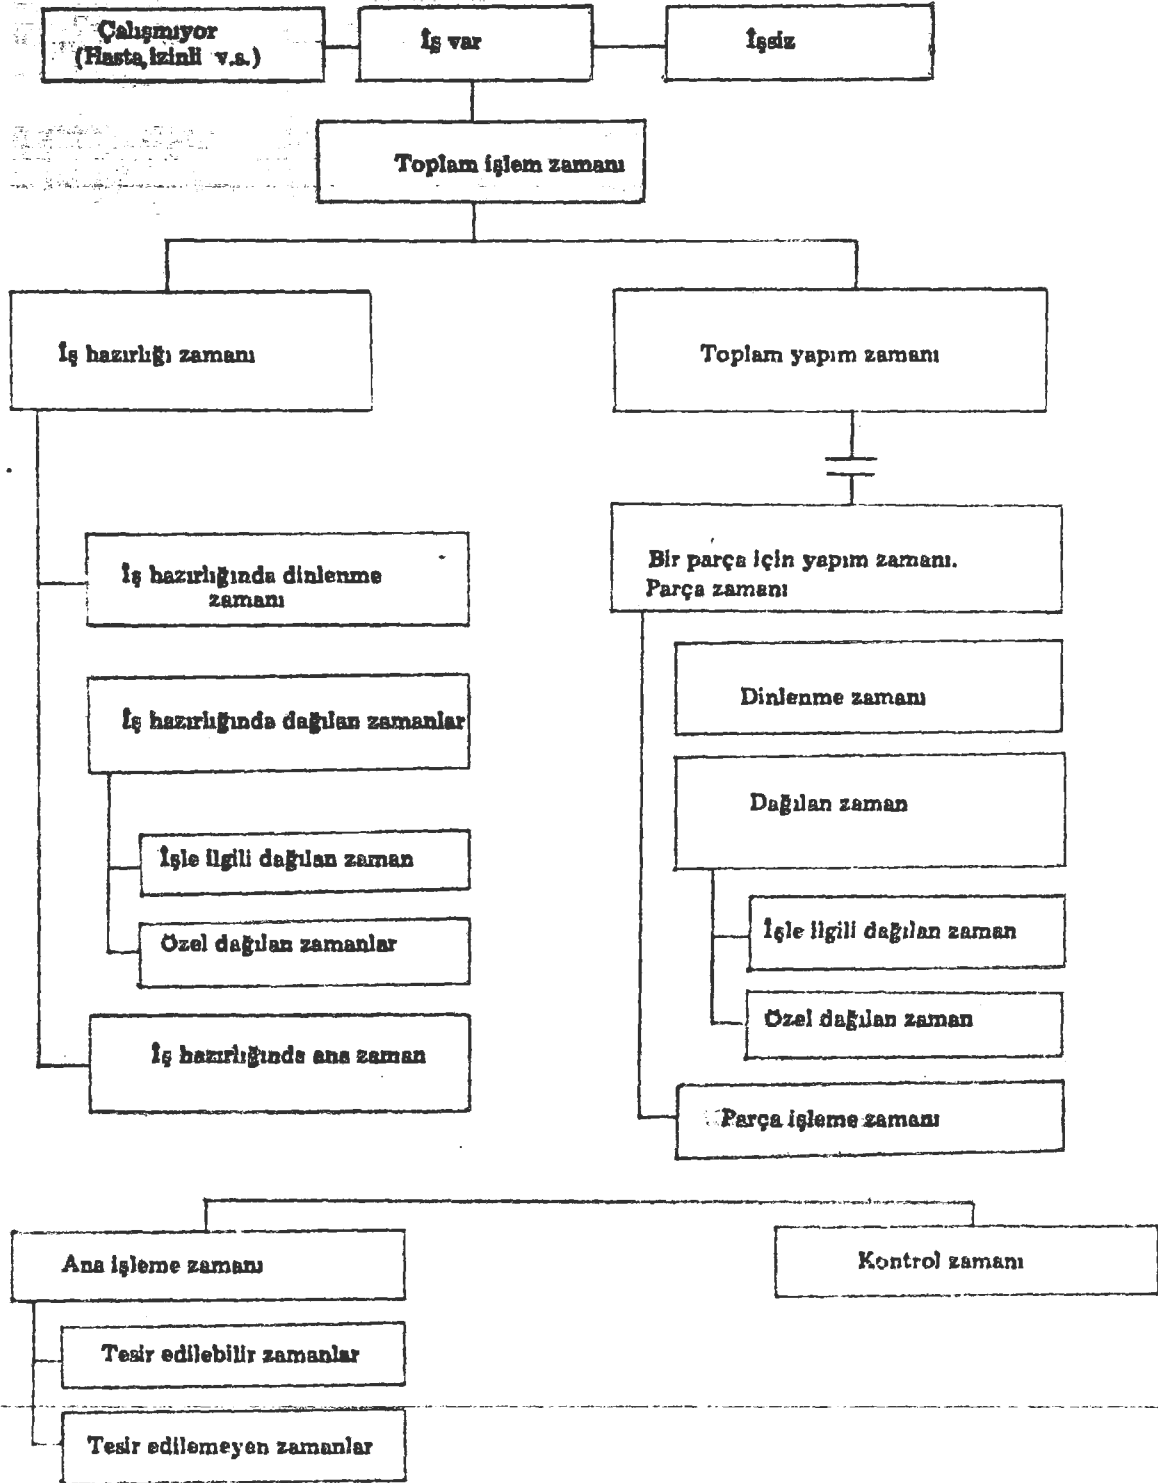 Çalışmıyor
(Hasta, izinli v.s.)
İş var
İşsiz
Toplam işlem zamanı
İş hazırlığı zamanı
Toplam yapım zamanı
İş hazırlığında dinlenme
zamanı
İş hazırlığında dağılan zamanlar
İşle ilgili dağılan zaman
Özel dağılan zamanlar
İş hazırlığında ana zaman
Bir parça için yapım zamanı.
Parça zamanı
Dinlenme zamanı
Dağılan zaman
İşle ilgili dağılan zaman
Özel dağılan zaman
Parça işleme zamanı
Ana işleme zamanı
Kontrol zamanı
Tesir edilebilir zamanlar
Tesir edilemeyen zamanlar